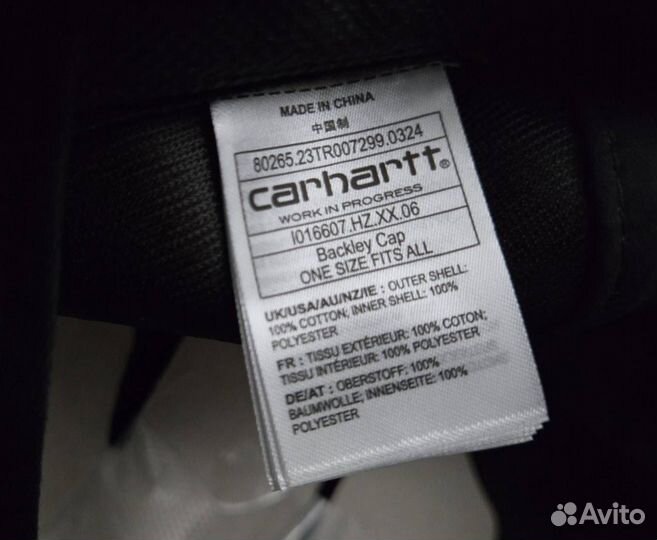 MADE IN CHINA
中国制
80265.23TR007299.0324
carhartt®
WORK IN PROGRESS
I016607.HZ.XX.06
Backley Cap
ONE SIZE FITS ALL
UK/USA/AU/NZ/IE : OUTER SHELL:
100% COTTON; INNER SHELL: 100%
POLYESTER
FR : TISSU EXTÉRIEUR: 100% COTON;
TISSU INTÉRIEUR: 100% POLYESTER
DE/AT : OBERSTOFF: 100%
BAUMWOLLE; INNENSEITE: 100%
POLYESTER
Avito